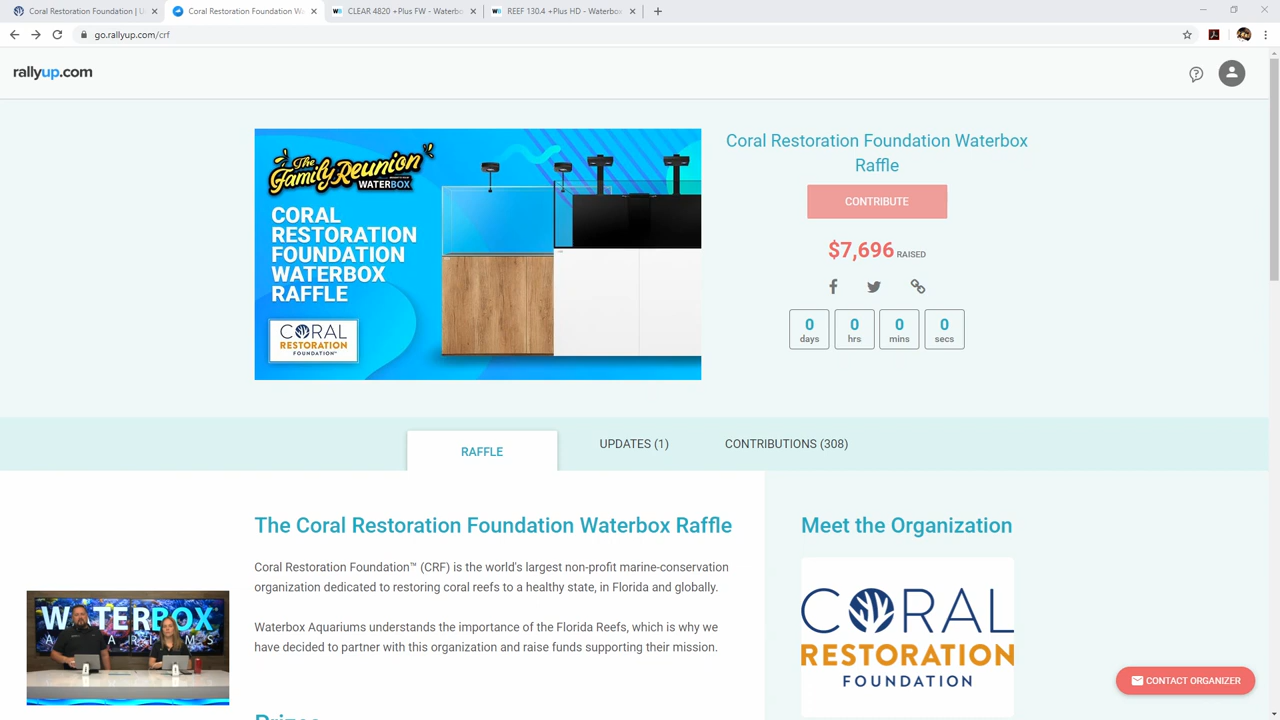 Coral Restoration Foundation | U
Coral Restoration Foundation Wa
CLEAR 4820 +Plus FW - Waterbo
REEF 130.4 +Plus HD - Waterbox
go.rallyup.com/crf
rallyup.com
The
Family Reunion
WATERBOX
CORAL
RESTORATION
FOUNDATION
WATERBOX
RAFFLE
CORAL
RESTORATION
FOUNDATION™
Coral Restoration Foundation Waterbox
Raffle
CONTRIBUTE
$7,696 RAISED
0 0 0 0
days hrs mins secs
RAFFLE
UPDATES (1)
CONTRIBUTIONS (308)
The Coral Restoration Foundation Waterbox Raffle
Coral Restoration Foundation™ (CRF) is the world's largest non-profit marine-conservation
organization dedicated to restoring coral reefs to a healthy state, in Florida and globally.
Waterbox Aquariums understands the importance of the Florida Reefs, which is why we
have decided to partner with this organization and raise funds supporting their mission.
Prizes
Meet the Organization
CORAL
RESTORATION
FOUNDATION
CONTACT ORGANIZER
WATERBOX